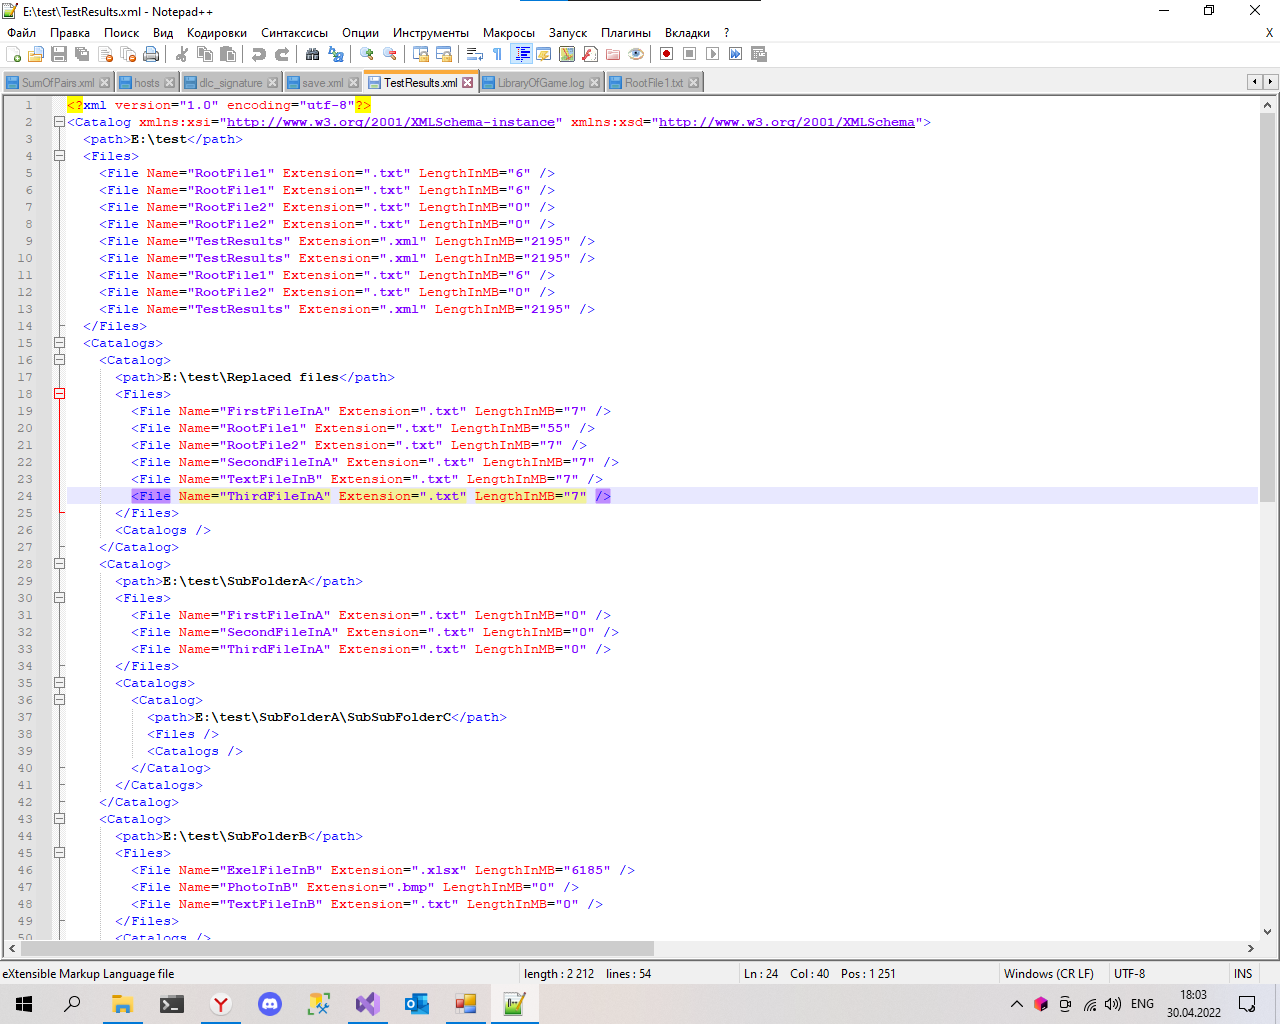 E:\test\TestResults.xml - Notepad++
Файл Правка Поиск Вид Кодировки Синтаксисы Опции Инструменты Макросы Запуск Плагины Вкладки ? X
SumOfPairs.xml hosts dlc_signature save.xml TestResults.xml LibraryOfGame.log RootFile1.txt
1 <?xml version="1.0" encoding="utf-8"?>
2 <Catalog xmlns:xsi="http://www.w3.org/2001/XMLSchema-instance" xmlns:xsd="http://www.w3.org/2001/XMLSchema">
3 <path>E:\test</path>
4 <Files>
5 <File Name="RootFile1" Extension=".txt" LengthInMB="6" />
6 <File Name="RootFile1" Extension=".txt" LengthInMB="6" />
7 <File Name="RootFile2" Extension=".txt" LengthInMB="0" />
8 <File Name="RootFile2" Extension=".txt" LengthInMB="0" />
9 <File Name="TestResults" Extension=".xml" LengthInMB="2195" />
10 <File Name="TestResults" Extension=".xml" LengthInMB="2195" />
11 <File Name="RootFile1" Extension=".txt" LengthInMB="6" />
12 <File Name="RootFile2" Extension=".txt" LengthInMB="0" />
13 <File Name="TestResults" Extension=".xml" LengthInMB="2195" />
14 </Files>
15 <Catalogs>
16 <Catalog>
17 <path>E:\test\Replaced files</path>
18 <Files>
19 <File Name="FirstFileInA" Extension=".txt" LengthInMB="7" />
20 <File Name="RootFile1" Extension=".txt" LengthInMB="55" />
21 <File Name="RootFile2" Extension=".txt" LengthInMB="7" />
22 <File Name="SecondFileInA" Extension=".txt" LengthInMB="7" />
23 <File Name="TextFileInB" Extension=".txt" LengthInMB="7" />
24 <File Name="ThirdFileInA" Extension=".txt" LengthInMB="7" />
25 </Files>
26 <Catalogs />
27 </Catalog>
28 <Catalog>
29 <path>E:\test\SubFolderA</path>
30 <Files>
31 <File Name="FirstFileInA" Extension=".txt" LengthInMB="0" />
32 <File Name="SecondFileInA" Extension=".txt" LengthInMB="0" />
33 <File Name="ThirdFileInA" Extension=".txt" LengthInMB="0" />
34 </Files>
35 <Catalogs>
36 <Catalog>
37 <path>E:\test\SubFolderA\SubSubFolderC</path>
38 <Files />
39 <Catalogs />
40 </Catalog>
41 </Catalogs>
42 </Catalog>
43 <Catalog>
44 <path>E:\test\SubFolderB</path>
45 <Files>
46 <File Name="ExelFileInB" Extension=".xlsx" LengthInMB="6185" />
47 <File Name="PhotoInB" Extension=".bmp" LengthInMB="0" />
48 <File Name="TextFileInB" Extension=".txt" LengthInMB="0" />
49 </Files>
50 <Catalogs />
eXtensible Markup Language file length : 2 212 lines : 54 Ln : 24 Col : 40 Pos : 1 251 Windows (CR LF) UTF-8 INS
ENG 18:03
30.04.2022